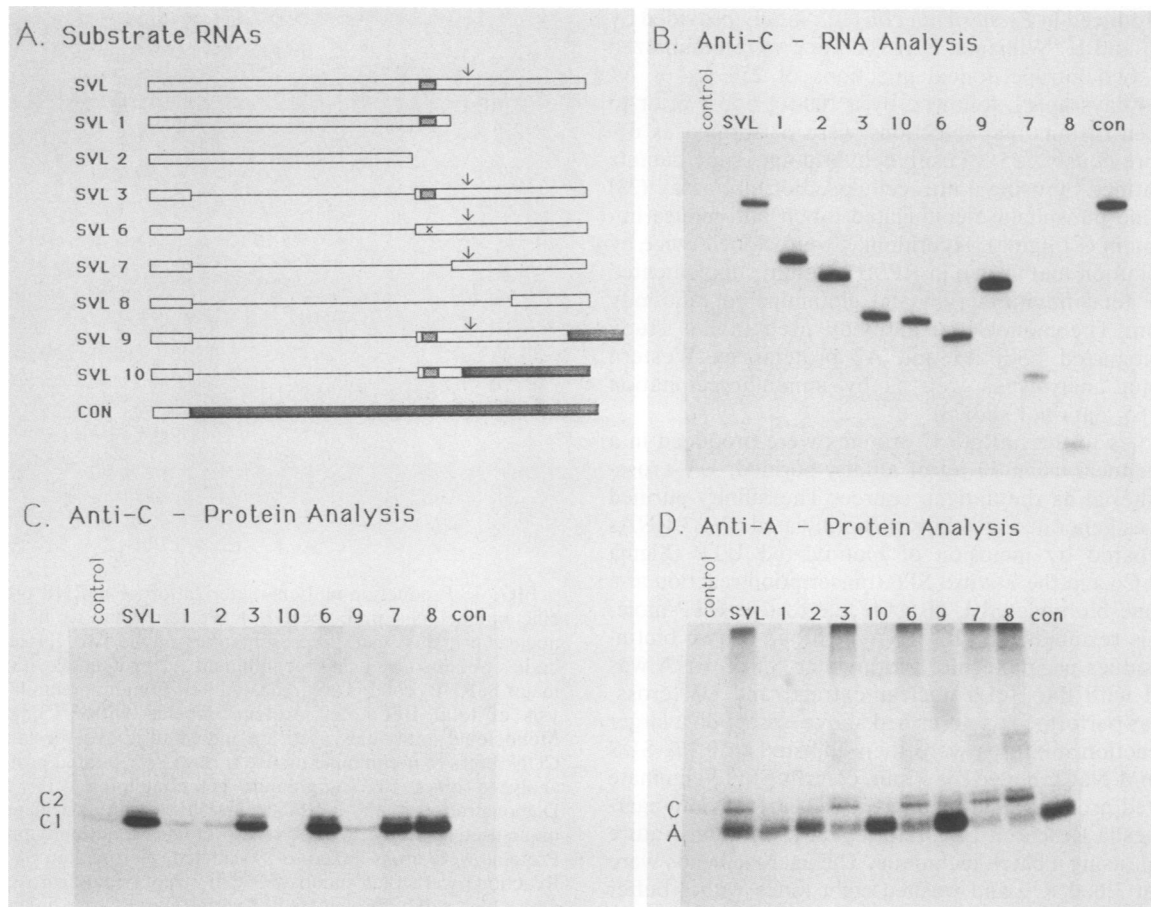 A. Substrate RNAs
SVL
SVL 1
SVL 2
SVL 3
SVL 6
x
SVL 7
SVL 8
SVL 9
SVL 10
CON
B. Anti-C - RNA Analysis
control
SVL 1 2 3 10 6 9 7 8 con
C. Anti-C - Protein Analysis
control
SVL 1 2 3 10 6 9 7 8 con
C2
C1
D. Anti-A - Protein Analysis
control
SVL 1 2 3 10 6 9 7 8 con
C
A